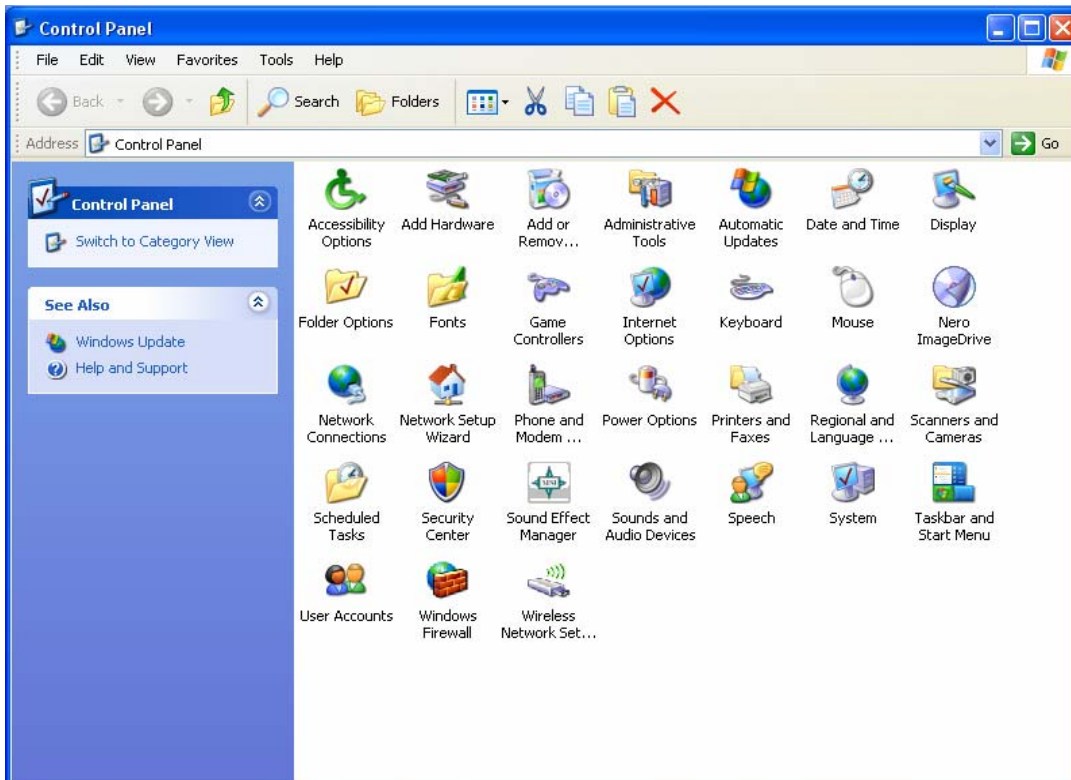 Control Panel
File Edit View Favorites Tools Help
Back Search Folders
Address Control Panel Go
Control Panel
Switch to Category View
See Also
Windows Update
Help and Support
Accessibility Options
Add Hardware
Add or Remov...
Administrative Tools
Automatic Updates
Date and Time
Display
Folder Options
Fonts
Game Controllers
Internet Options
Keyboard
Mouse
Nero ImageDrive
Network Connections
Network Setup Wizard
Phone and Modem ...
Power Options
Printers and Faxes
Regional and Language ...
Scanners and Cameras
Scheduled Tasks
Security Center
Sound Effect Manager
Sounds and Audio Devices
Speech
System
Taskbar and Start Menu
User Accounts
Windows Firewall
Wireless Network Set...